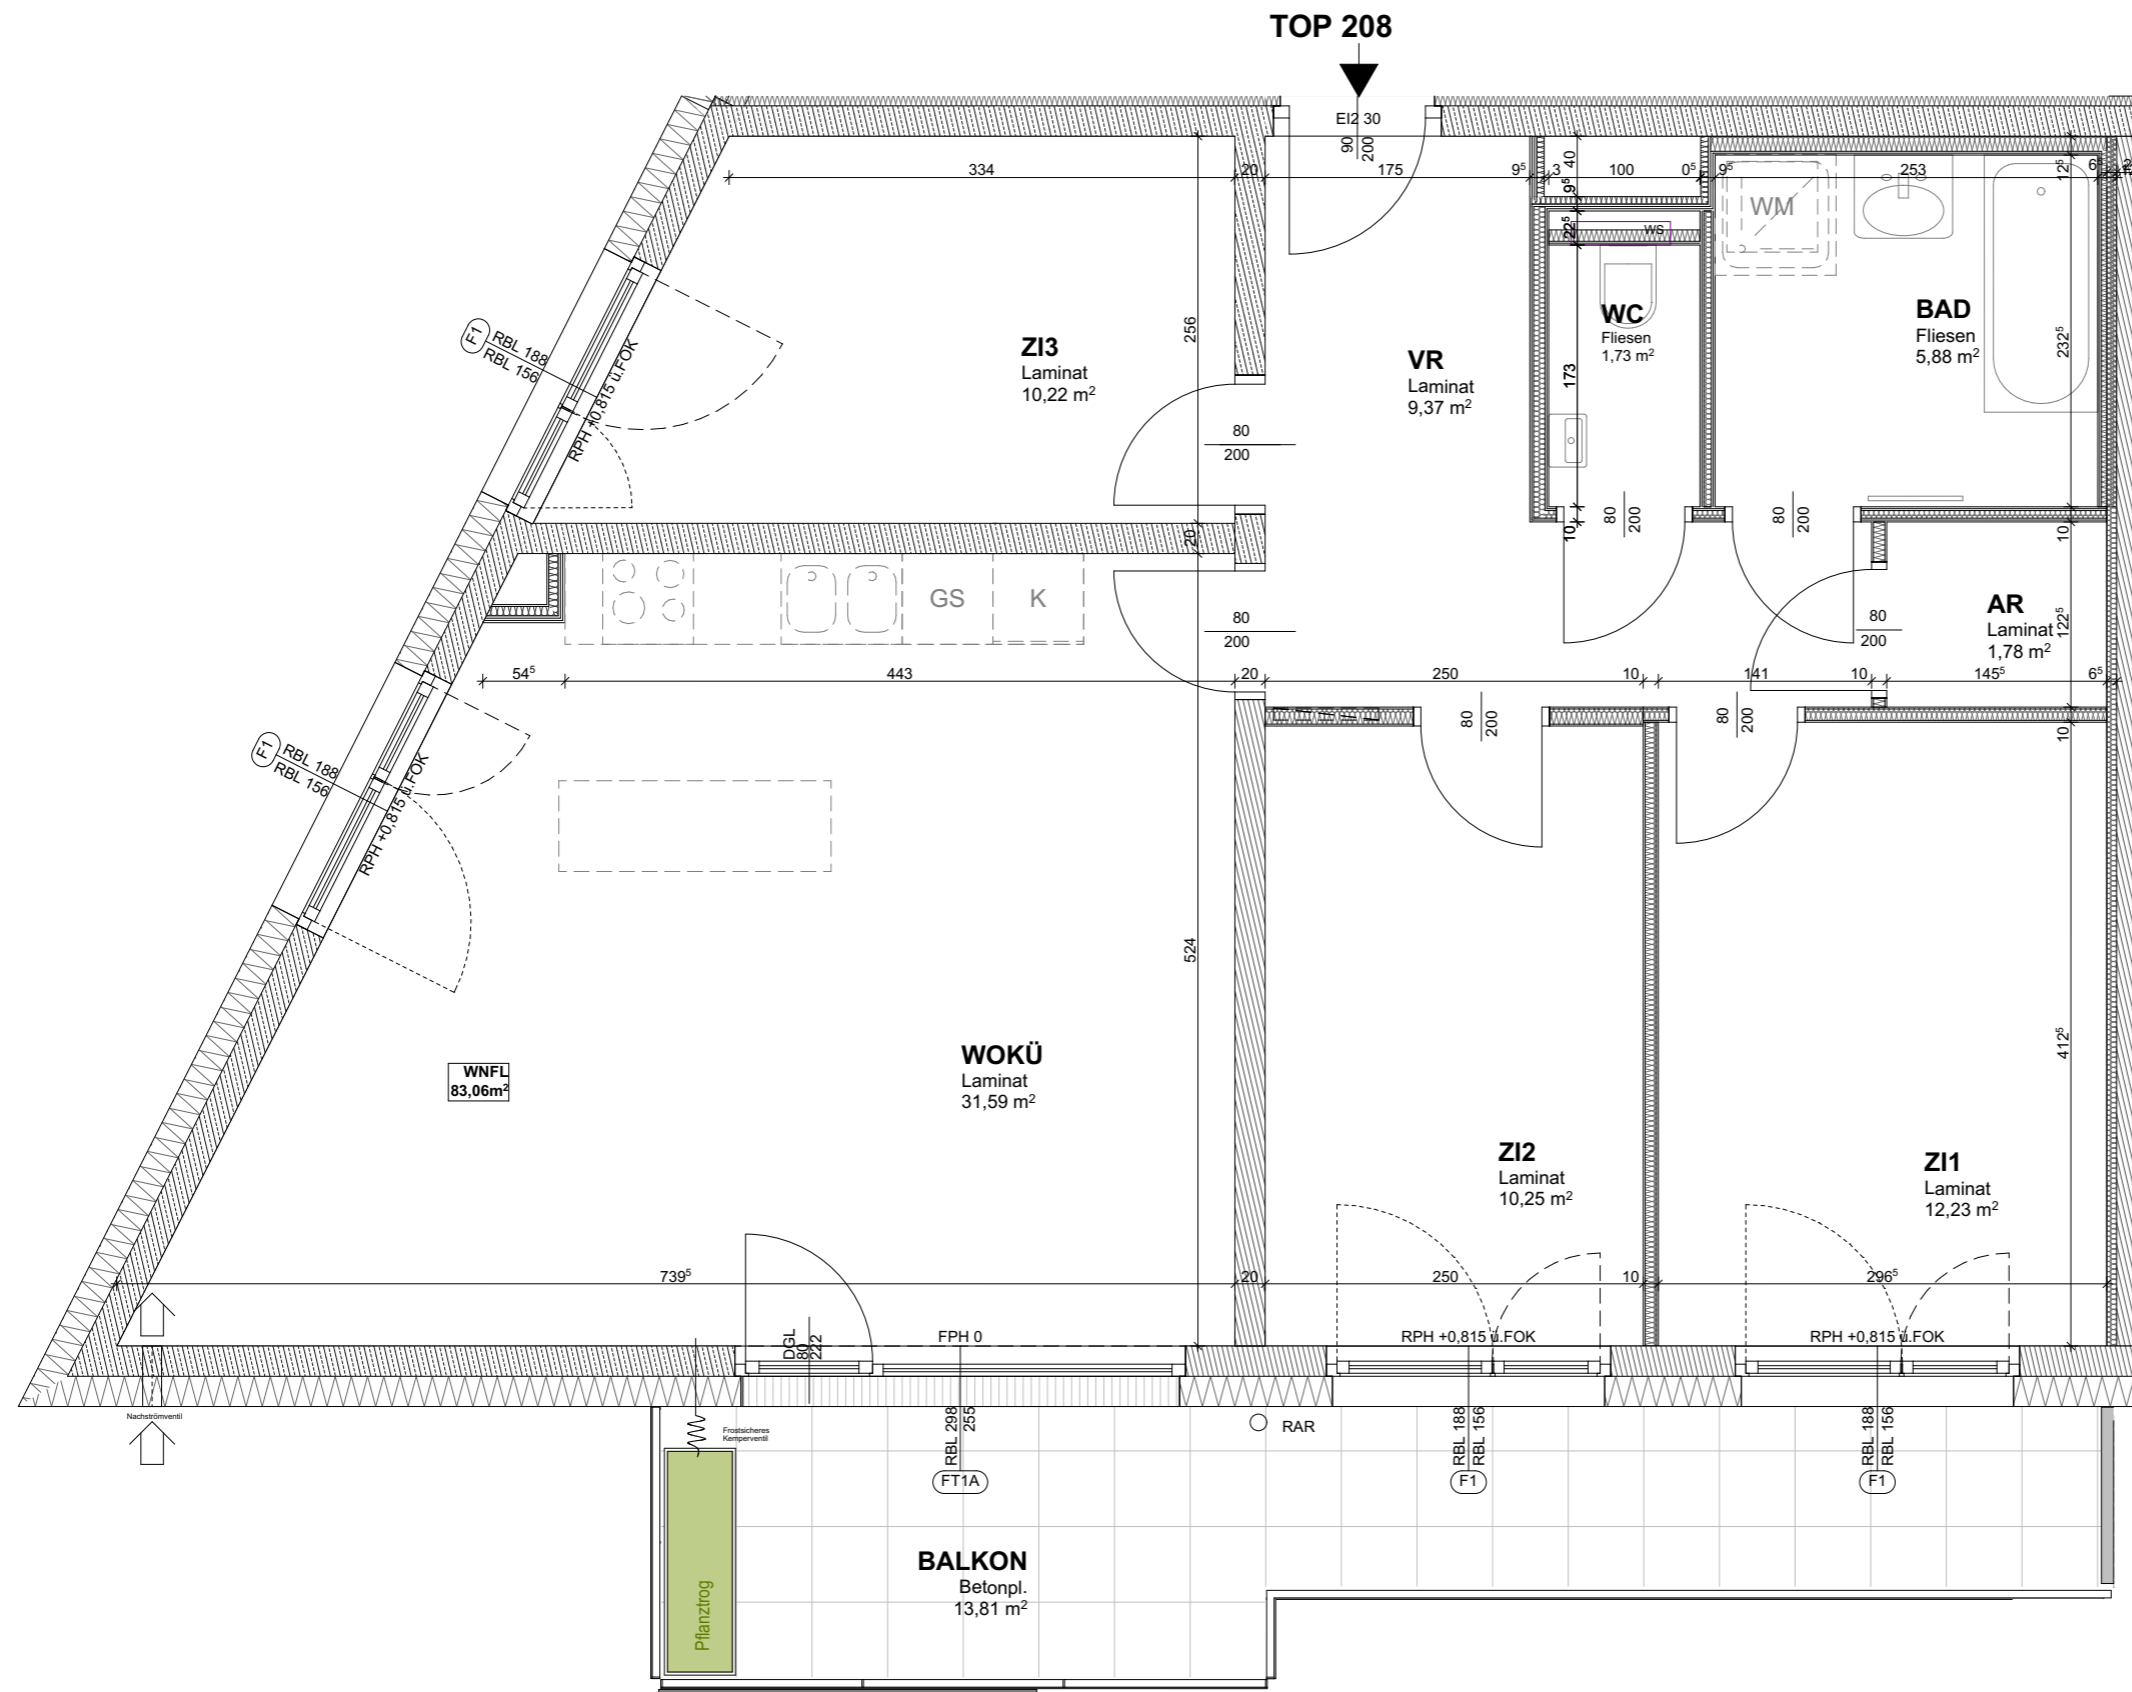 TOP 208
EI2 30
90
200
334
20
175
9⁵
3
100
0⁵
9⁵
253
6⁵
40
9⁵
12⁵
22⁵
WS
WM
WC
Fliesen
1,73 m²
BAD
Fliesen
5,88 m²
ZI3
Laminat
10,22 m²
VR
Laminat
9,37 m²
256
173
232⁵
F1
RBL 188
RBL 156
RPH +0,815 ü.FOK
80
200
80
200
80
200
10
10
20
GS
K
80
200
80
200
AR
Laminat
1,78 m²
122⁵
54⁵
443
20
250
10
141
10
145⁵
6⁵
80
200
80
200
10
F1
RBL 188
RBL 156
RPH +0,815 ü.FOK
524
412⁵
WNFL
83,06m²
WOKÜ
Laminat
31,59 m²
ZI2
Laminat
10,25 m²
ZI1
Laminat
12,23 m²
739⁵
20
250
10
296⁵
DGL
80
222
FPH 0
RPH +0,815 ü.FOK
RPH +0,815 ü.FOK
Nachströmventil
Frostsicheres
Kemperventil
RBL 298
255
FT1A
RAR
RBL 188
RBL 156
F1
RBL 188
RBL 156
F1
BALKON
Betonpl.
13,81 m²
Pflanztrog